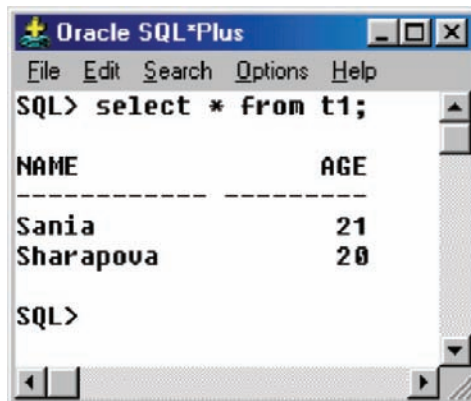 Oracle SQL*Plus
File Edit Search Options Help
SQL> select * from t1;
NAME AGE
------------- ---------
Sania 21
Sharapova 20
SQL>